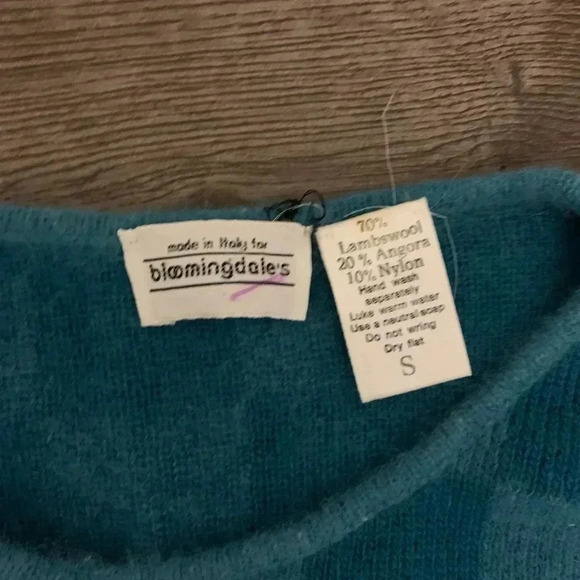 made in Italy for
bloomingdale's
70%
Lambswool
20 % Angora
10% Nylon
Hand wash
separately
Luke warm water
Use a neutral soap
Do not wring
Dry flat
S